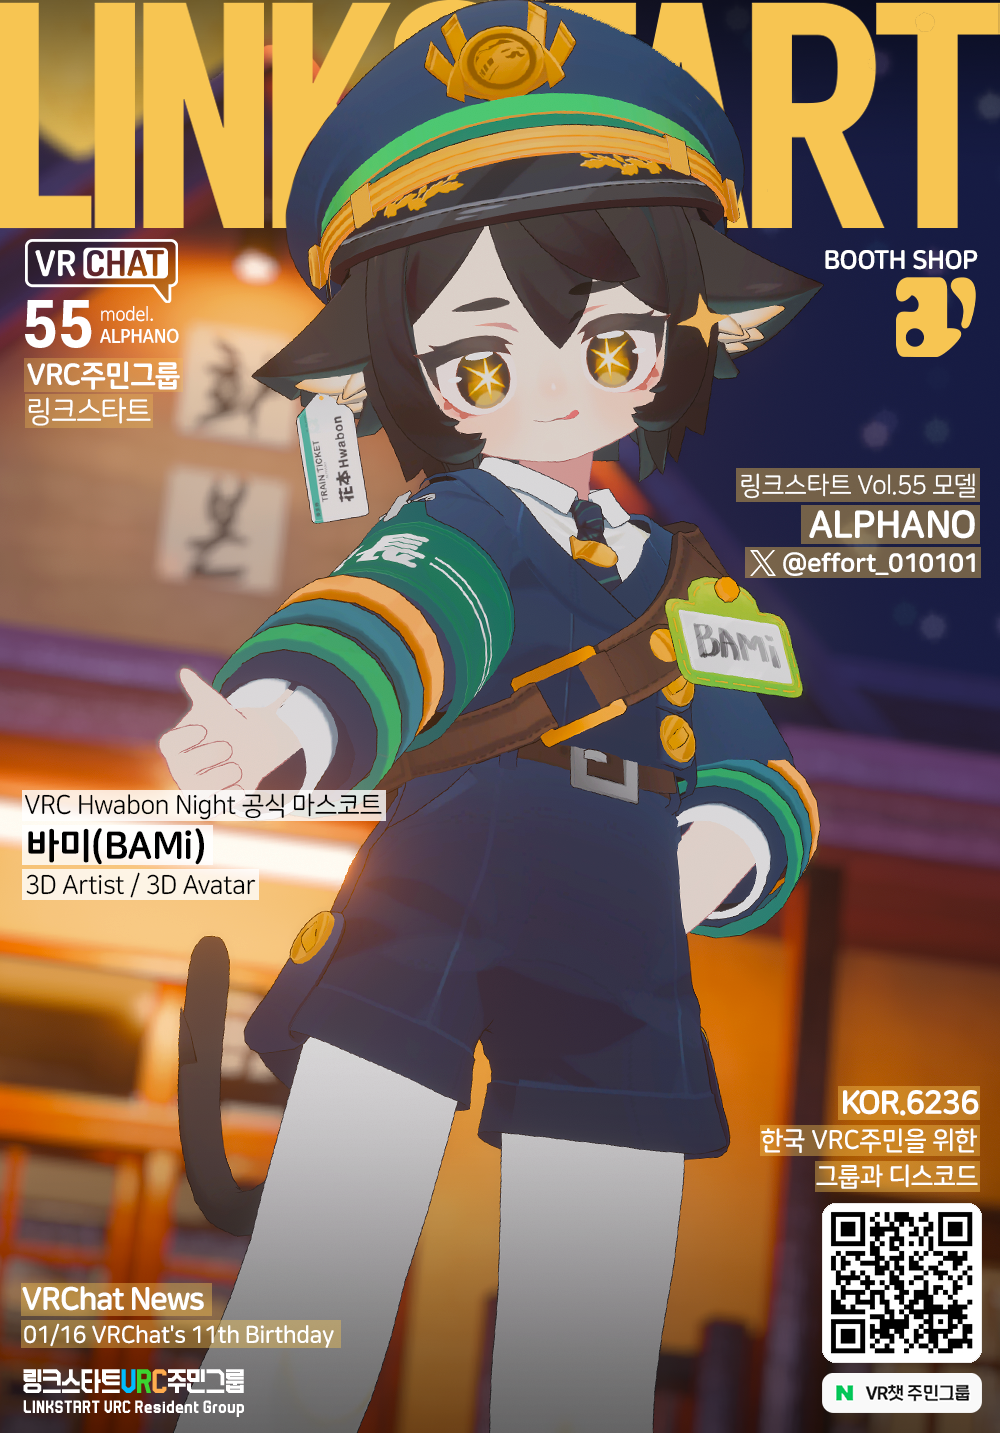 LINKSTART
VR CHAT
55 model.
ALPHANO
VRC주민그룹
링크스타트
BOOTH SHOP
화
본
TRAIN TICKET
花本 Hwabon
長
링크스타트 Vol.55 모델
ALPHANO
X @effort_010101
BAMi
VRC Hwabon Night 공식 마스코트
바미(BAMi)
3D Artist / 3D Avatar
KOR.6236
한국 VRC주민을 위한
그룹과 디스코드
VRChat News
01/16 VRChat's 11th Birthday
링크스타트VRC주민그룹
LINKSTART VRC Resident Group
N VR챗 주민그룹